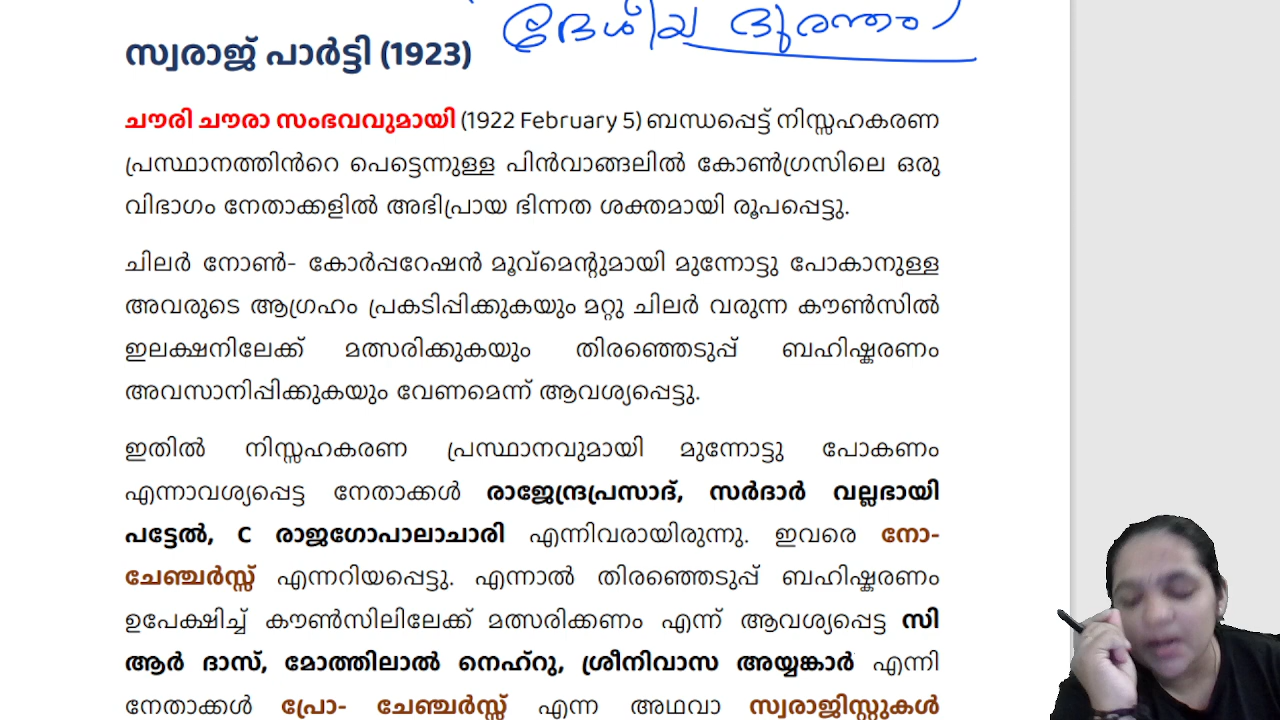 ദേശീയ ദുരന്തം)
സ്വരാജ് പാർട്ടി (1923)
ചൗരി ചൗരാ സംഭവവുമായി (1922 February 5) ബന്ധപ്പെട്ട് നിസ്സഹകരണ
പ്രസ്ഥാനത്തിൻറെ പെട്ടെന്നുള്ള പിൻവാങ്ങലിൽ കോൺഗ്രസിലെ ഒരു
വിഭാഗം നേതാക്കളിൽ അഭിപ്രായ ഭിന്നത ശക്തമായി രൂപപ്പെട്ടു.
ചിലർ നോൺ- കോർപ്പറേഷൻ മൂവ്മെന്റുമായി മുന്നോട്ടു പോകാനുള്ള
അവരുടെ ആഗ്രഹം പ്രകടിപ്പിക്കുകയും മറ്റു ചിലർ വരുന്ന കൗൺസിൽ
ഇലക്ഷനിലേക്ക് മത്സരിക്കുകയും തിരഞ്ഞെടുപ്പ് ബഹിഷ്കരണം
അവസാനിപ്പിക്കുകയും വേണമെന്ന് ആവശ്യപ്പെട്ടു.
ഇതിൽ നിസ്സഹകരണ പ്രസ്ഥാനവുമായി മുന്നോട്ടു പോകണം
എന്നാവശ്യപ്പെട്ട നേതാക്കൾ രാജേന്ദ്രപ്രസാദ്, സർദാർ വല്ലഭായി
പട്ടേൽ, C രാജഗോപാലാചാരി എന്നിവരായിരുന്നു. ഇവരെ നോ-
ചേഞ്ചർസ്സ് എന്നറിയപ്പെട്ടു. എന്നാൽ തിരഞ്ഞെടുപ്പ് ബഹിഷ്കരണം
ഉപേക്ഷിച്ച് കൗൺസിലിലേക്ക് മത്സരിക്കണം എന്ന് ആവശ്യപ്പെട്ട സി
ആർ ദാസ്, മോത്തിലാൽ നെഹ്റു, ശ്രീനിവാസ അയ്യങ്കാർ എന്നി
നേതാക്കൾ പ്രോ- ചേഞ്ചർസ്സ് എന്ന അഥവാ സ്വരാജിസ്റ്റുകൾ